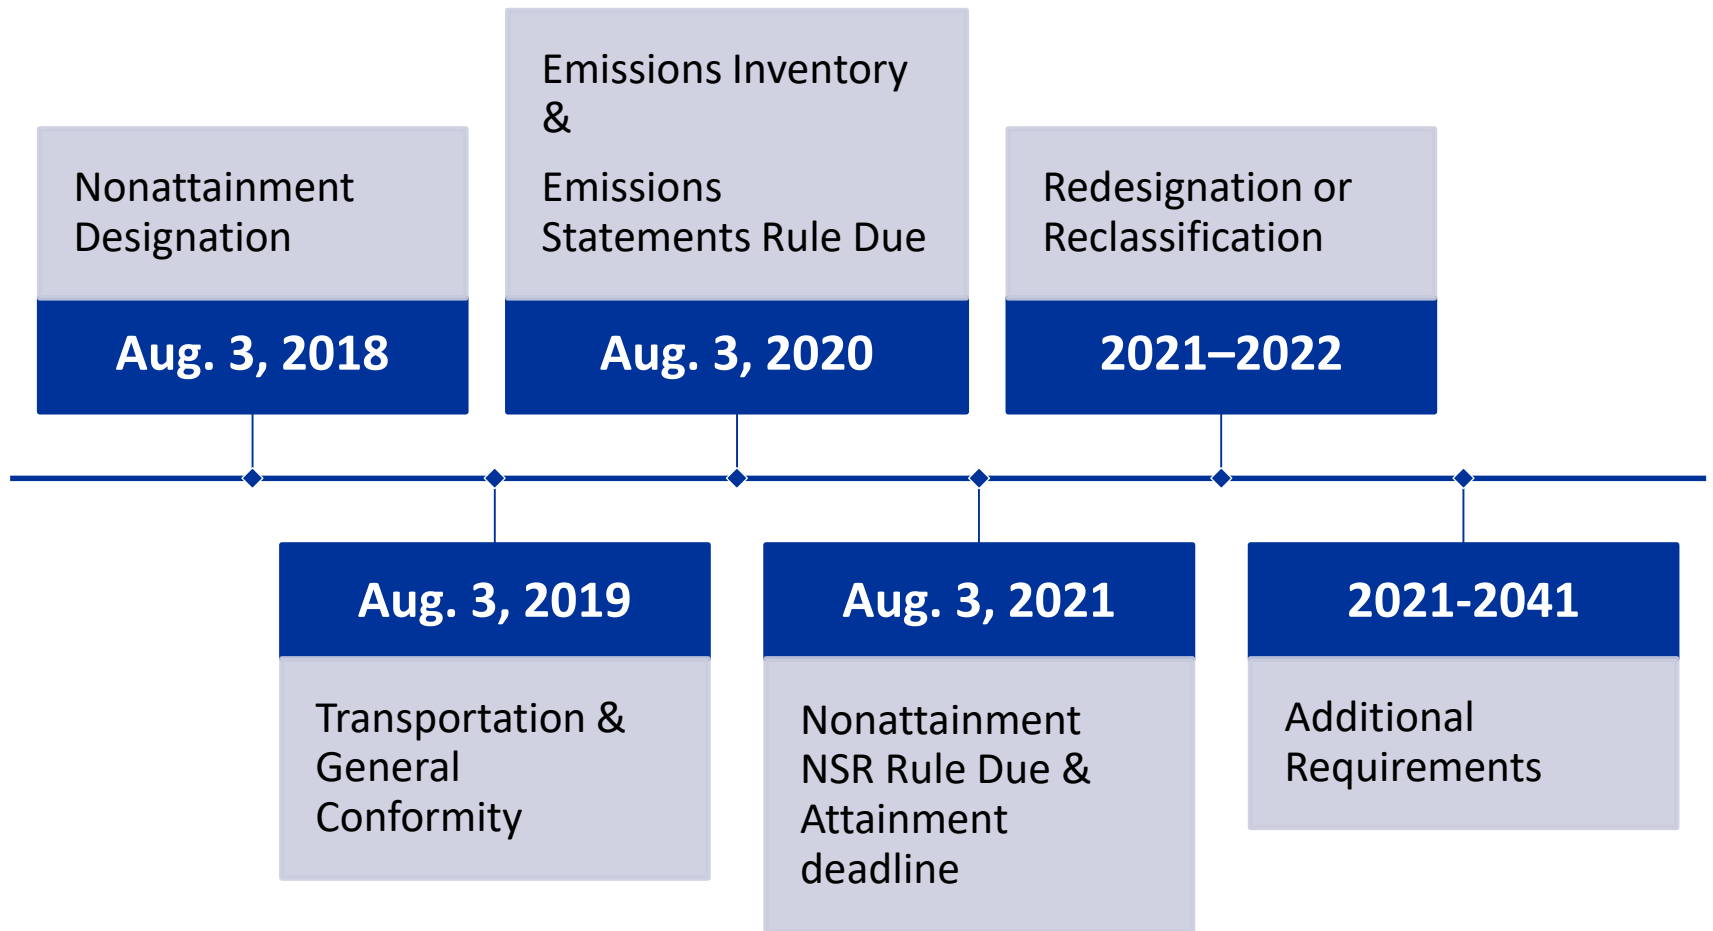 Nonattainment
Designation
Aug. 3, 2018
Aug. 3, 2019
Transportation &
General
Conformity
Emissions Inventory
&
Emissions
Statements Rule Due
Aug. 3, 2020
Aug. 3, 2021
Nonattainment
NSR Rule Due &
Attainment
deadline
Redesignation or
Reclassification
2021–2022
2021-2041
Additional
Requirements